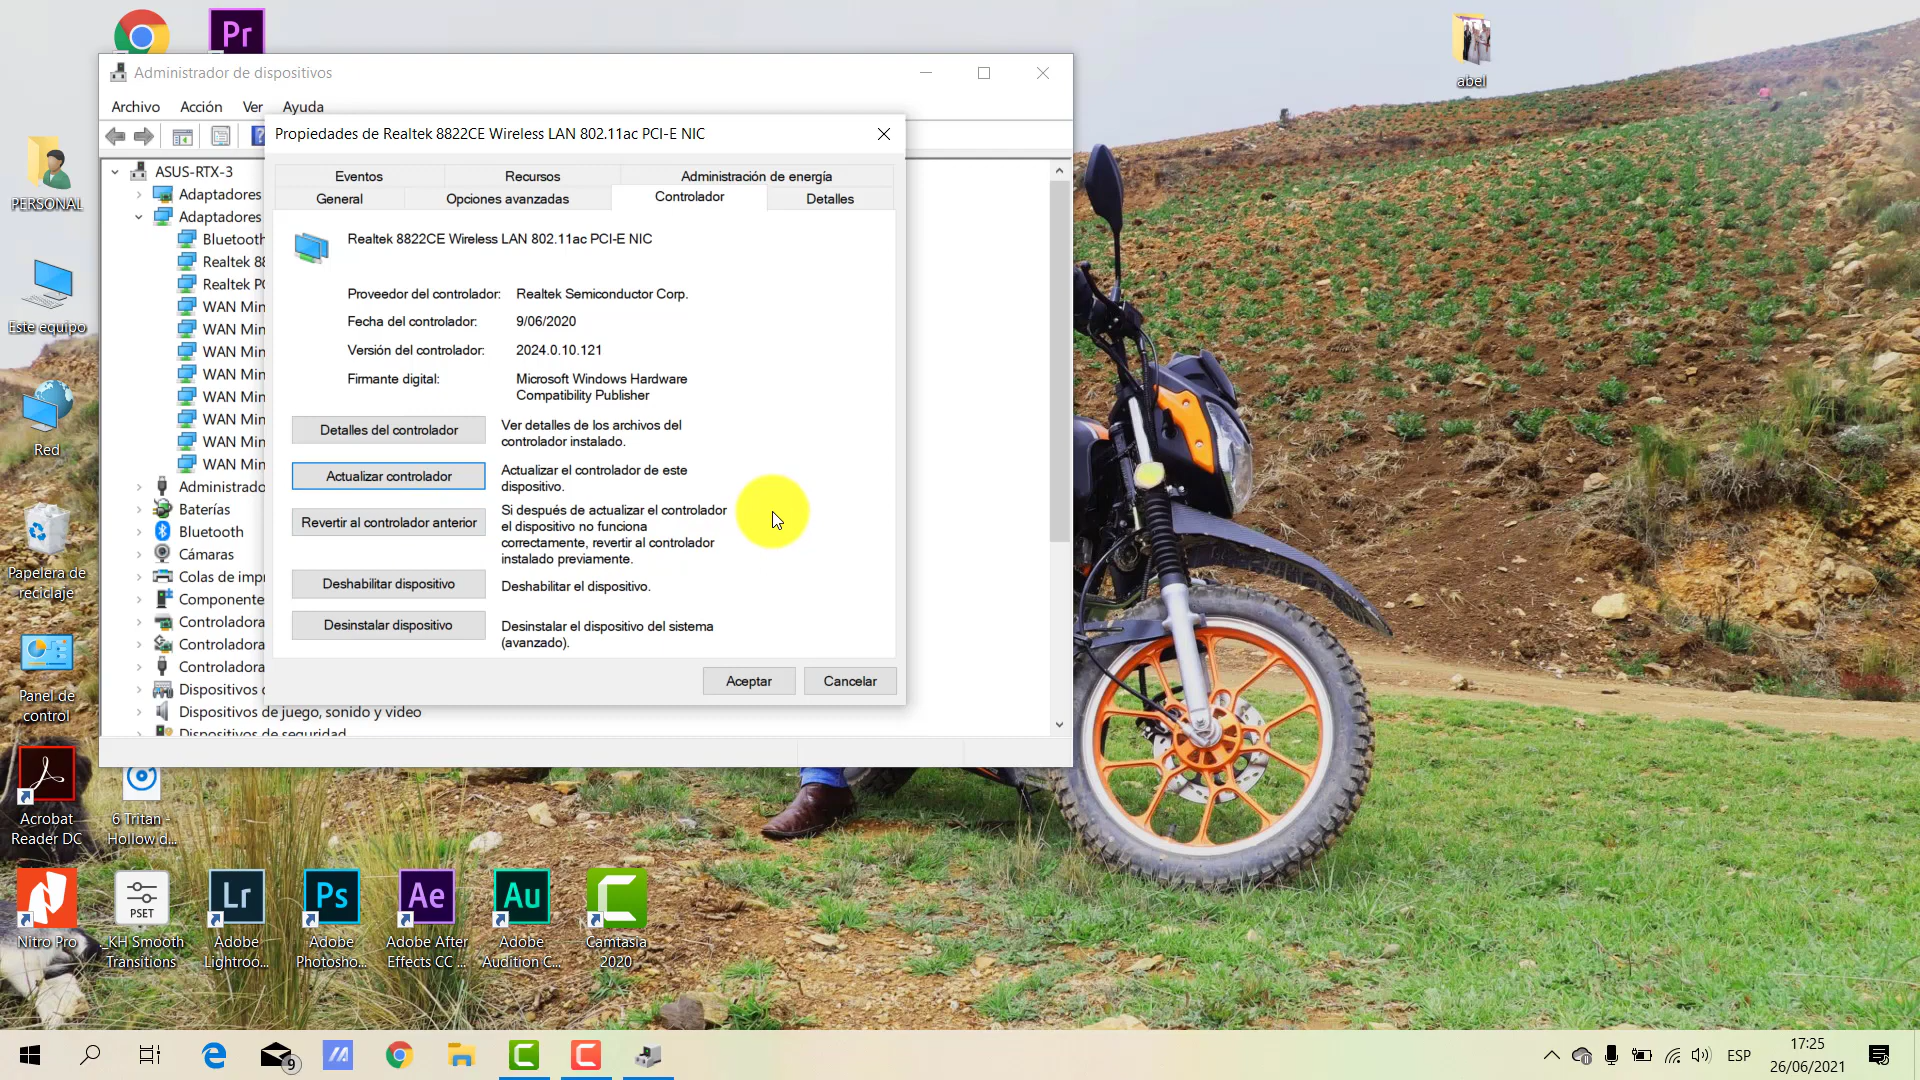 Pr
abel
PERSONAL
Este equipo
Red
Papelera de
reciclaje
Panel de
control
Acrobat
Reader DC
6 Tritan -
Hollow d...
Nitro Pro
PSET
._KH Smooth
Transitions
Lr
Adobe
Lightroo...
Ps
Adobe
Photosho...
Ae
Adobe After
Effects CC ...
Au
Adobe
Audition C...
Camtasia
2020
Administrador de dispositivos
Archivo Acción Ver Ayuda
ASUS-RTX-3
Adaptadores
Adaptadores
Bluetooth
Realtek 88
Realtek PC
WAN Min
WAN Min
WAN Min
WAN Min
WAN Min
WAN Min
WAN Min
WAN Min
Administrado
Baterías
Bluetooth
Cámaras
Colas de impr
Componente
Controladora
Controladora
Controladora
Dispositivos
Dispositivos de juego, sonido y video
Dispositivos de seguridad
Propiedades de Realtek 8822CE Wireless LAN 802.11ac PCI-E NIC
Eventos Recursos Administración de energía
General Opciones avanzadas Controlador Detalles
Realtek 8822CE Wireless LAN 802.11ac PCI-E NIC
Proveedor del controlador: Realtek Semiconductor Corp.
Fecha del controlador: 9/06/2020
Versión del controlador: 2024.0.10.121
Firmante digital: Microsoft Windows Hardware
Compatibility Publisher
Detalles del controlador
Ver detalles de los archivos del
controlador instalado.
Actualizar controlador
Actualizar el controlador de este
dispositivo.
Revertir al controlador anterior
Si después de actualizar el controlador
el dispositivo no funciona
correctamente, revertir al controlador
instalado previamente.
Deshabilitar dispositivo
Deshabilitar el dispositivo.
Desinstalar dispositivo
Desinstalar el dispositivo del sistema
(avanzado).
Aceptar Cancelar
9
ESP
17:25
26/06/2021